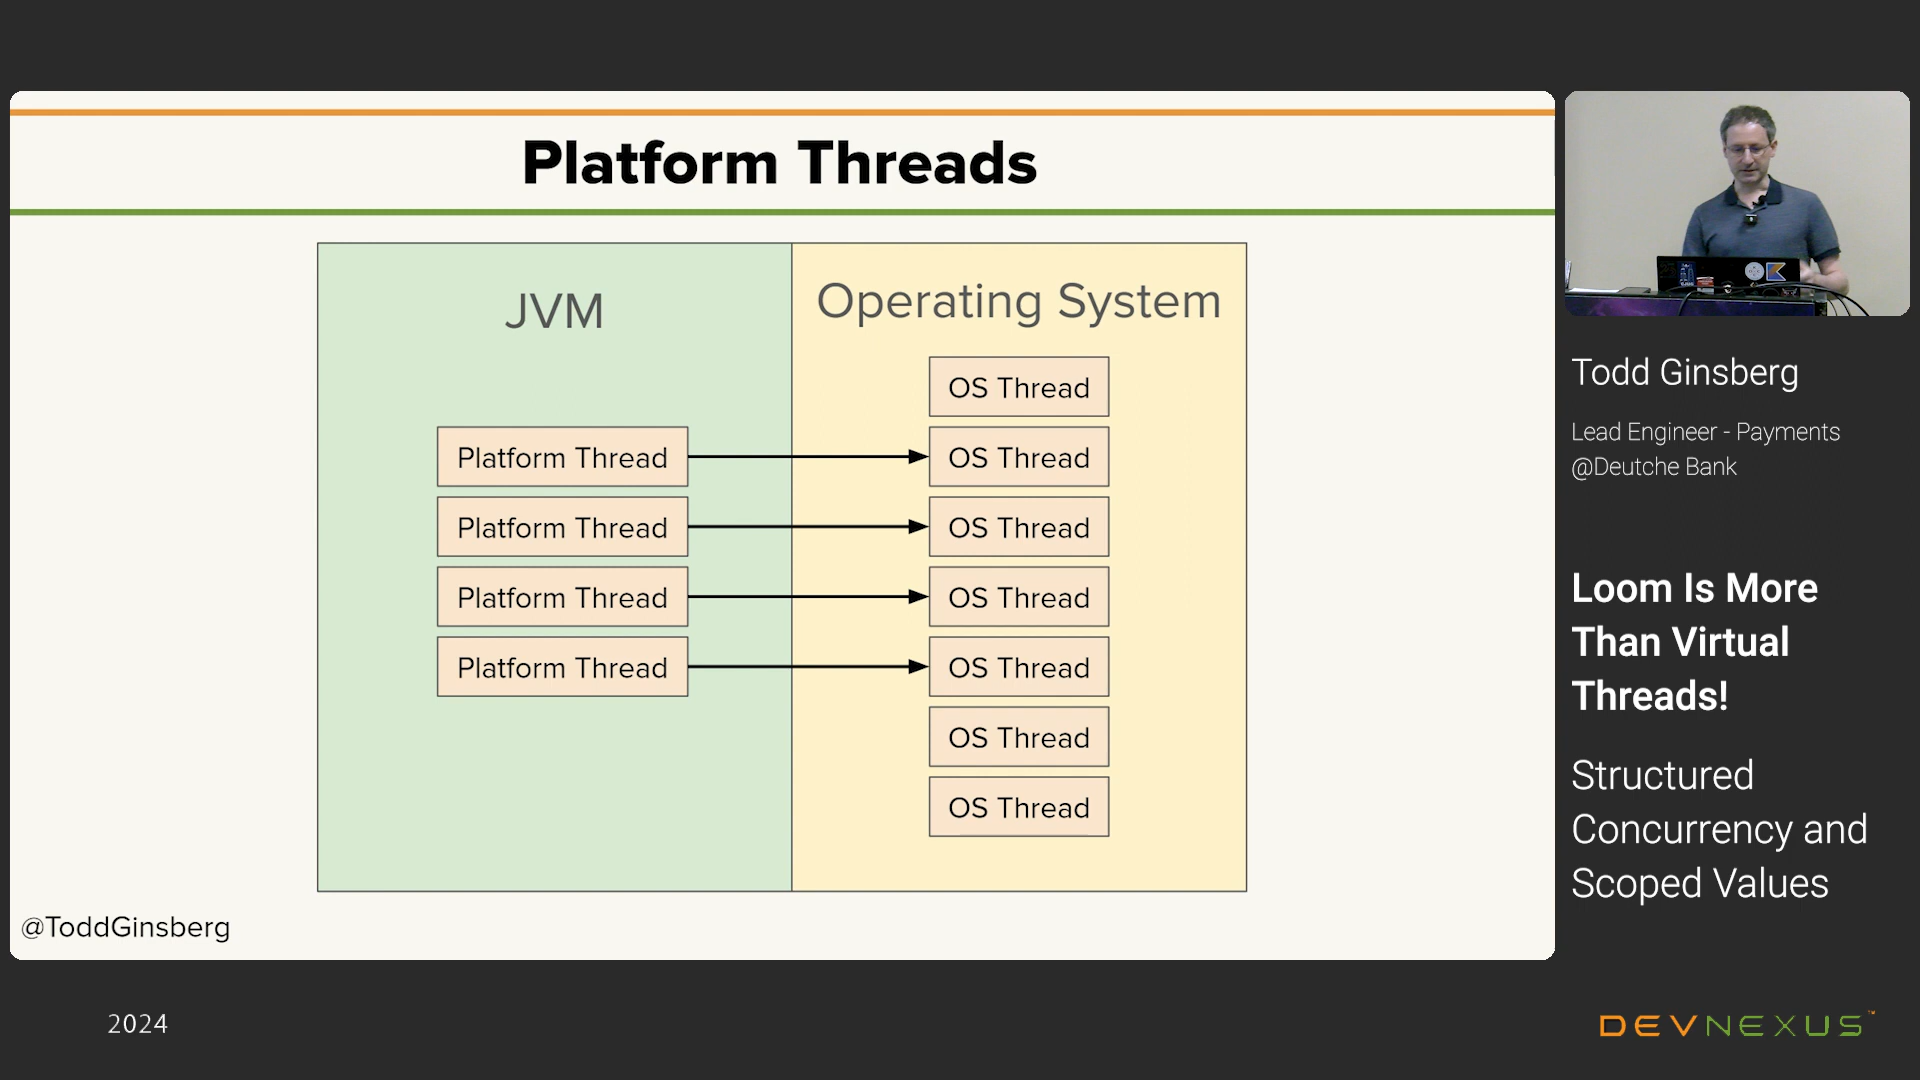 Platform Threads
JVM
Operating System
OS Thread
Platform Thread
OS Thread
Platform Thread
OS Thread
Platform Thread
OS Thread
Platform Thread
OS Thread
OS Thread
OS Thread
@ToddGinsberg
Todd Ginsberg
Lead Engineer - Payments
@Deutche Bank
Loom Is More
Than Virtual
Threads!
Structured
Concurrency and
Scoped Values
2024
DEVNEXUS™